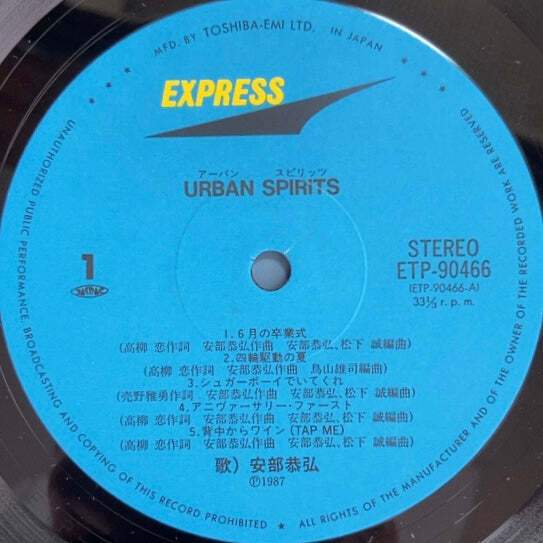 MFD. BY TOSHIBA-EMI LTD. IN JAPAN
EXPRESS
アーバン スピリッツ
URBAN SPIRITS
1
STEREO
ETP-90466
(ETP-90466-A)
33⅓ r.p.m.
1.6月の卒業式
(高柳 恋作詞 安部恭弘作曲 安部恭弘、松下 誠編曲)
2.四輪駆動の夏
(高柳 恋作詞 安部恭弘作曲 鳥山雄司編曲)
3.シュガーボーイでいてくれ
(売野雅勇作詞 安部恭弘作曲 安部恭弘、松下 誠編曲)
4.アニヴァーサリー・ファースト
(高柳 恋作詞 安部恭弘作曲 安部恭弘、松下 誠編曲)
5.背中からワイン(TAP ME)
(高柳 恋作詞 安部恭弘作曲 安部恭弘、松下 誠編曲)
歌) 安部恭弘
Ⓟ1987
UNAUTHORIZED PUBLIC PERFORMANCE, BROADCASTING AND COPYING OF THIS RECORD PROHIBITED ★ ALL RIGHTS OF THE MANUFACTURER AND OF THE OWNER OF THE RECORDED WORK ARE RESERVED